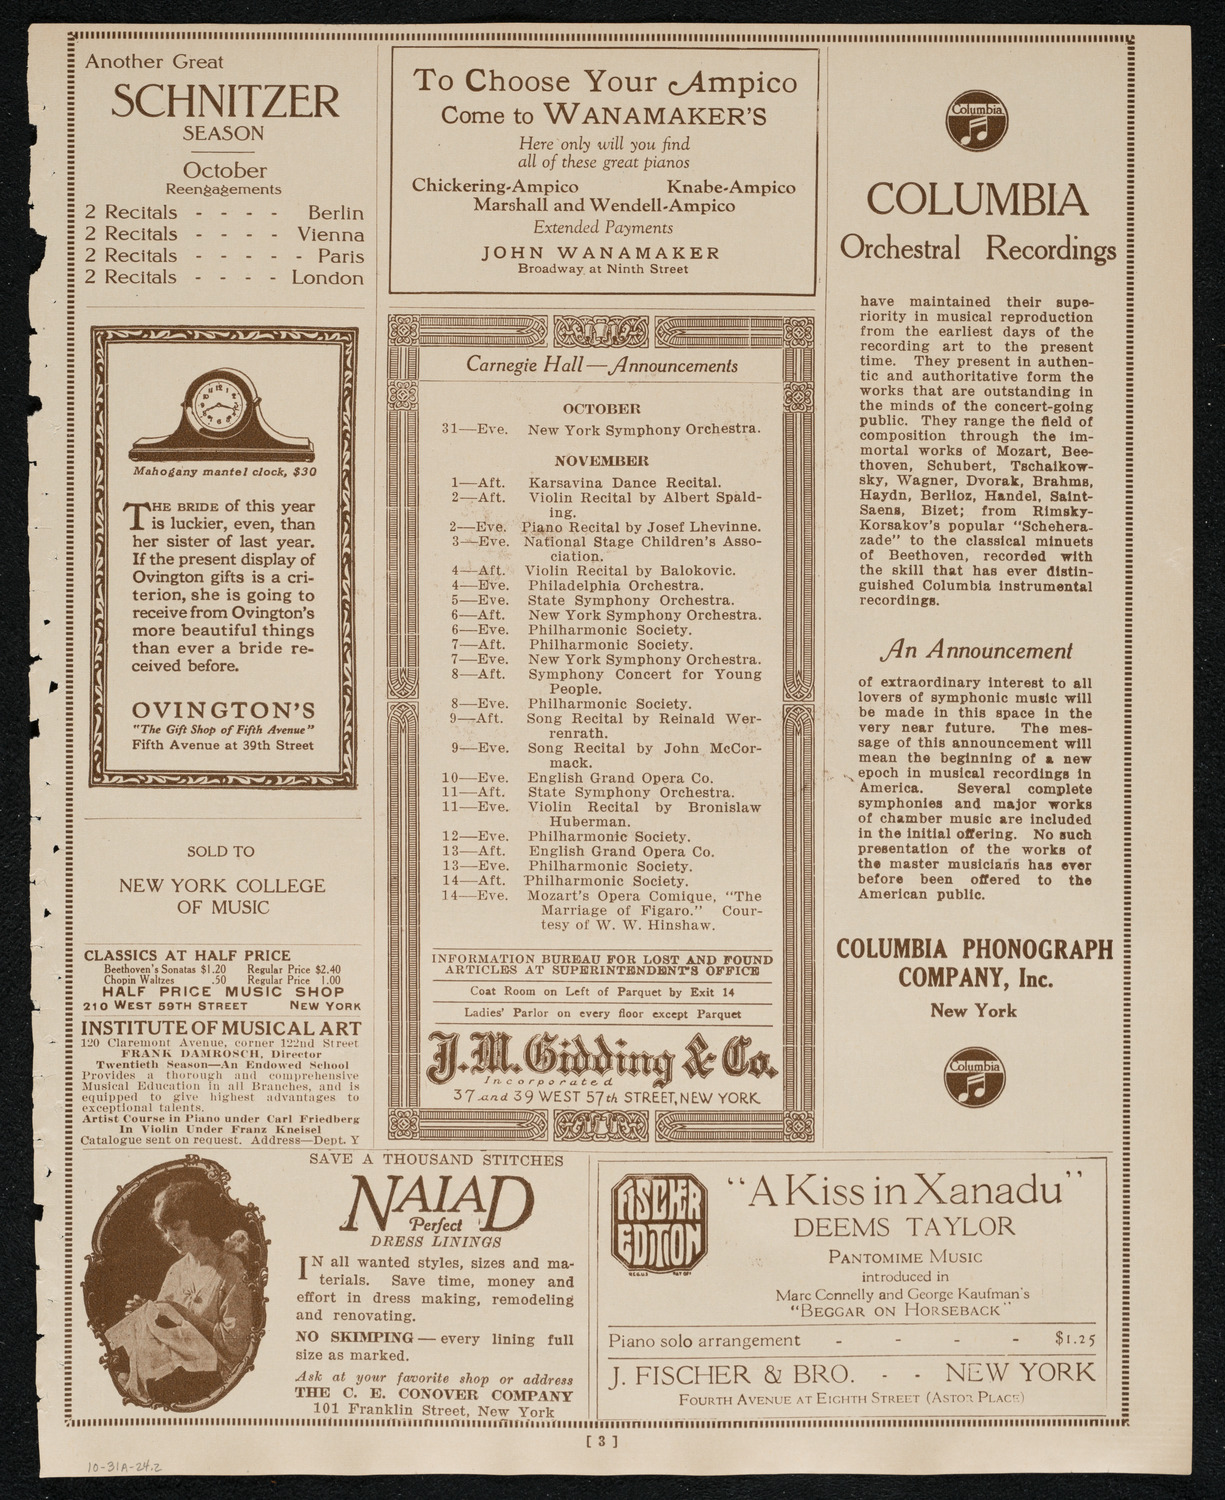 Another Great
SCHNITZER
SEASON
October
Reengagements
2 Recitals - - - - Berlin
2 Recitals - - - - Vienna
2 Recitals - - - - - Paris
2 Recitals - - - - London
Mahogany mantel clock, $30
THE BRIDE of this year
is luckier, even, than
her sister of last year.
If the present display of
Ovington gifts is a cri-
terion, she is going to
receive from Ovington's
more beautiful things
than ever a bride re-
ceived before.
OVINGTON'S
"The Gift Shop of Fifth Avenue"
Fifth Avenue at 39th Street
SOLD TO
NEW YORK COLLEGE
OF MUSIC
CLASSICS AT HALF PRICE
Beethoven's Sonatas $1.20 Regular Price $2.40
Chopin Waltzes .50 Regular Price 1.00
HALF PRICE MUSIC SHOP
210 WEST 59TH STREET NEW YORK
INSTITUTE OF MUSICAL ART
120 Claremont Avenue, corner 122nd Street
FRANK DAMROSCH, Director
Twentieth Season—An Endowed School
Provides a thorough and comprehensive
Musical Education in all Branches, and is
equipped to give highest advantages to
exceptional talents.
Artist Course in Piano under Carl Friedberg
In Violin Under Franz Kneisel
Catalogue sent on request. Address—Dept. Y
To Choose Your Ampico
Come to WANAMAKER'S
Here only will you find
all of these great pianos
Chickering-Ampico Knabe-Ampico
Marshall and Wendell-Ampico
Extended Payments
JOHN WANAMAKER
Broadway at Ninth Street
Carnegie Hall—Announcements
OCTOBER
31—Eve. New York Symphony Orchestra.
NOVEMBER
1—Aft. Karsavina Dance Recital.
2—Aft. Violin Recital by Albert Spald-
ing.
2—Eve. Piano Recital by Josef Lhevinne.
3—Eve. National Stage Children's Asso-
ciation.
4—Aft. Violin Recital by Balokovic.
4—Eve. Philadelphia Orchestra.
5—Eve. State Symphony Orchestra.
6—Aft. New York Symphony Orchestra.
6—Eve. Philharmonic Society.
7—Aft. Philharmonic Society.
7—Eve. New York Symphony Orchestra.
8—Aft. Symphony Concert for Young
People.
8—Eve. Philharmonic Society.
9—Aft. Song Recital by Reinald Wer-
renrath.
9—Eve. Song Recital by John McCor-
mack.
10—Eve. English Grand Opera Co.
11—Aft. State Symphony Orchestra.
11—Eve. Violin Recital by Bronislaw
Huberman.
12—Eve. Philharmonic Society.
13—Aft. English Grand Opera Co.
13—Eve. Philharmonic Society.
14—Aft. Philharmonic Society.
14—Eve. Mozart's Opera Comique, "The
Marriage of Figaro." Cour-
tesy of W. W. Hinshaw.
INFORMATION BUREAU FOR LOST AND FOUND
ARTICLES AT SUPERINTENDENT'S OFFICE
Coat Room on Left of Parquet by Exit 14
Ladies' Parlor on every floor except Parquet
J. M. Gidding & Co.
Incorporated
37 and 39 WEST 57th STREET, NEW YORK
Columbia
COLUMBIA
Orchestral Recordings
have maintained their supe-
riority in musical reproduction
from the earliest days of the
recording art to the present
time. They present in authen-
tic and authoritative form the
works that are outstanding in
the minds of the concert-going
public. They range the field of
composition through the im-
mortal works of Mozart, Bee-
thoven, Schubert, Tschaikow-
sky, Wagner, Dvorak, Brahms,
Haydn, Berlioz, Handel, Saint-
Saens, Bizet; from Rimsky-
Korsakov's popular "Schehera-
zade" to the classical minuets
of Beethoven, recorded with
the skill that has ever distin-
guished Columbia instrumental
recordings.
An Announcement
of extraordinary interest to all
lovers of symphonic music will
be made in this space in the
very near future. The mes-
sage of this announcement will
mean the beginning of a new
epoch in musical recordings in
America. Several complete
symphonies and major works
of chamber music are included
in the initial offering. No such
presentation of the works of
the master musicians has ever
before been offered to the
American public.
COLUMBIA PHONOGRAPH
COMPANY, Inc.
New York
Columbia
SAVE A THOUSAND STITCHES
NAIAD
Perfect
DRESS LININGS
IN all wanted styles, sizes and ma-
terials. Save time, money and
effort in dress making, remodeling
and renovating.
NO SKIMPING—every lining full
size as marked.
Ask at your favorite shop or address
THE C. E. CONOVER COMPANY
101 Franklin Street, New York
FISCHER
EDITION
"A Kiss in Xanadu"
DEEMS TAYLOR
PANTOMIME MUSIC
introduced in
Marc Connelly and George Kaufman's
"BEGGAR ON HORSEBACK"
Piano solo arrangement - - - - $1.25
J. FISCHER & BRO. - - NEW YORK
FOURTH AVENUE AT EIGHTH STREET (ASTOR PLACE)
[ 3 ]
10-31A-24.2